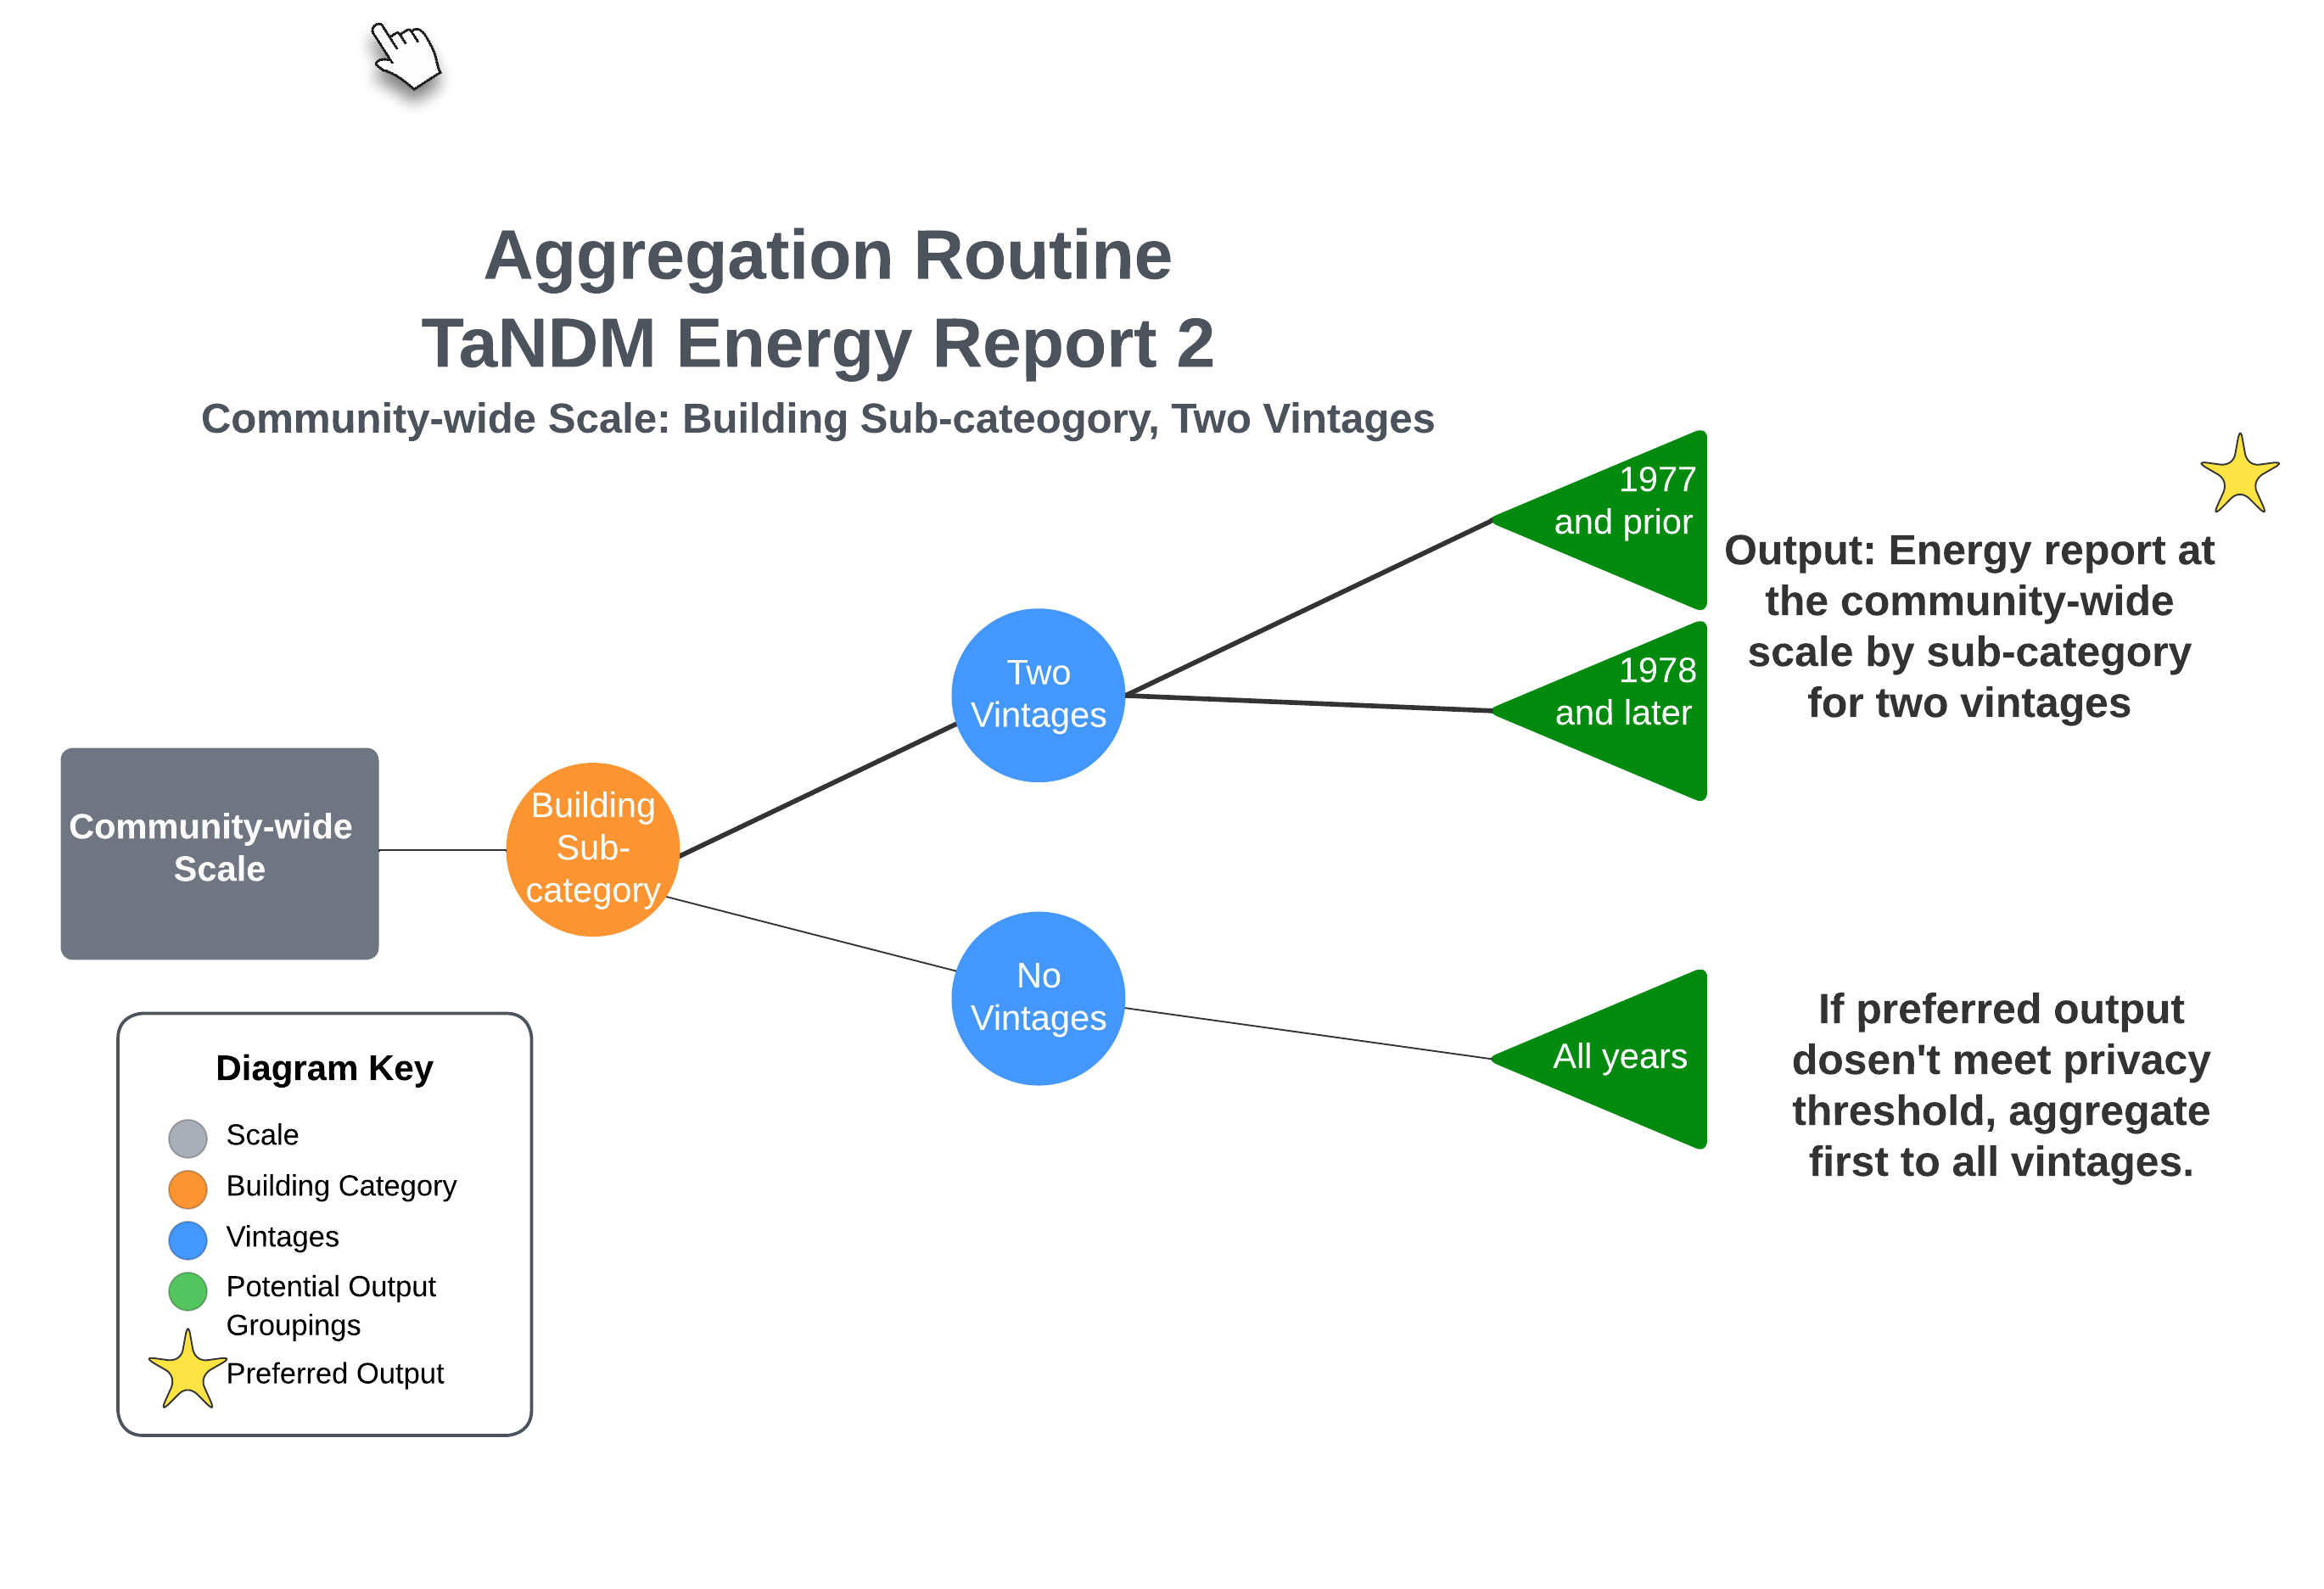 Aggregation Routine
TaNDM Energy Report 2
Community-wide Scale: Building Sub-cateogory, Two Vintages
1977
and prior
Output: Energy report at
the community-wide
scale by sub-category
for two vintages
Two
Vintages
1978
and later
Building
Sub-
category
Community-wide
Scale
No
Vintages
All years
If preferred output
dosen't meet privacy
threshold, aggregate
first to all vintages.
Diagram Key
Scale
Building Category
Vintages
Potential Output
Groupings
Preferred Output